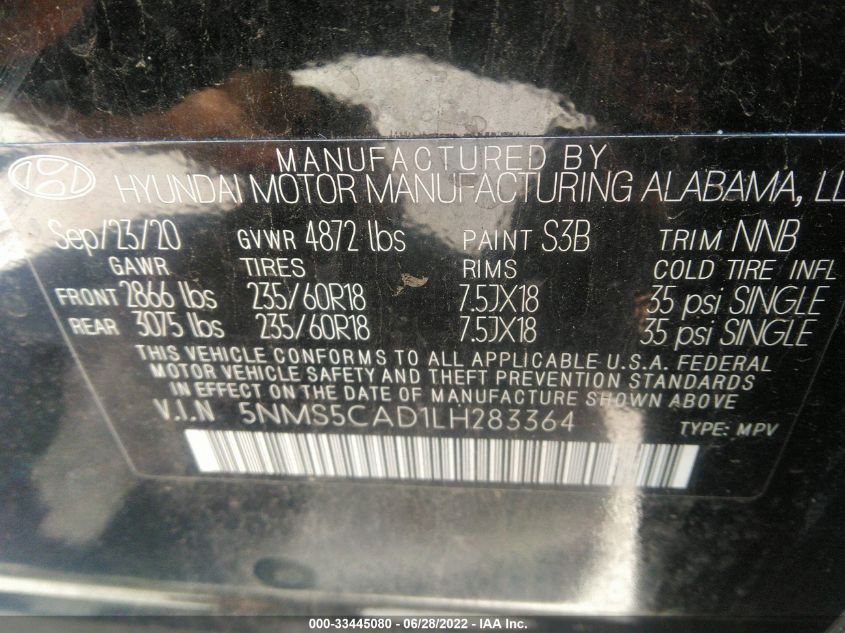 MANUFACTURED BY
HYUNDAI MOTOR MANUFACTURING ALABAMA, LL
Sep/23/20 GVWR 4872 lbs PAINT S3B TRIM NNB
GAWR TIRES RIMS COLD TIRE INFL
FRONT 2866 lbs 235/60R18 7.5JX18 35 psi SINGLE
REAR 3075 lbs 235/60R18 7.5JX18 35 psi SINGLE
THIS VEHICLE CONFORMS TO ALL APPLICABLE U.S.A. FEDERAL
MOTOR VEHICLE SAFETY AND THEFT PREVENTION STANDARDS
IN EFFECT ON THE DATE OF MANUFACTURE SHOWN ABOVE
V.I.N 5NMS5CAD1LH283364 TYPE: MPV
000-33445080 - 06/28/2022 - IAA Inc.